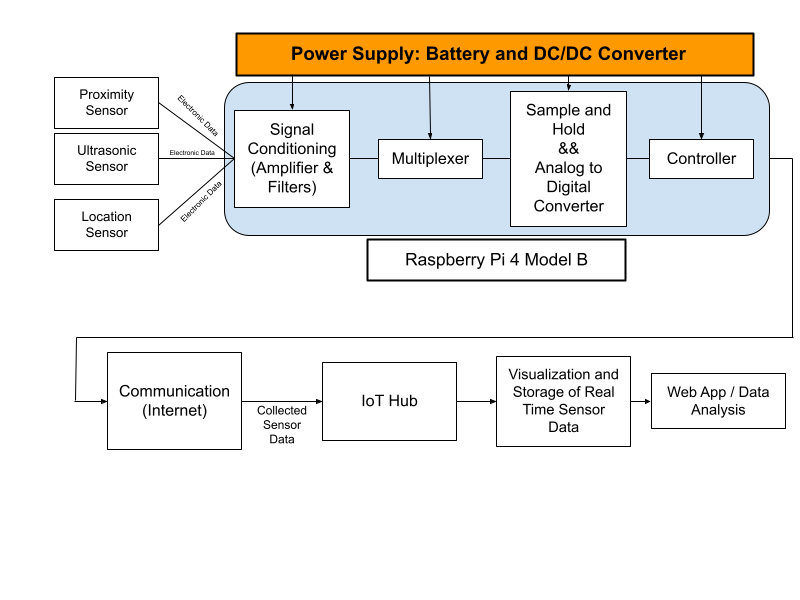 Power Supply: Battery and DC/DC Converter
Proximity
Sensor
Electronic Data
Ultrasonic
Sensor
Electronic Data
Location
Sensor
Electronic Data
Signal
Conditioning
(Amplifier &
Filters)
Multiplexer
Sample and
Hold
&&
Analog to
Digital
Converter
Controller
Raspberry Pi 4 Model B
Communication
(Internet)
Collected
Sensor
Data
IoT Hub
Visualization and
Storage of Real
Time Sensor
Data
Web App / Data
Analysis